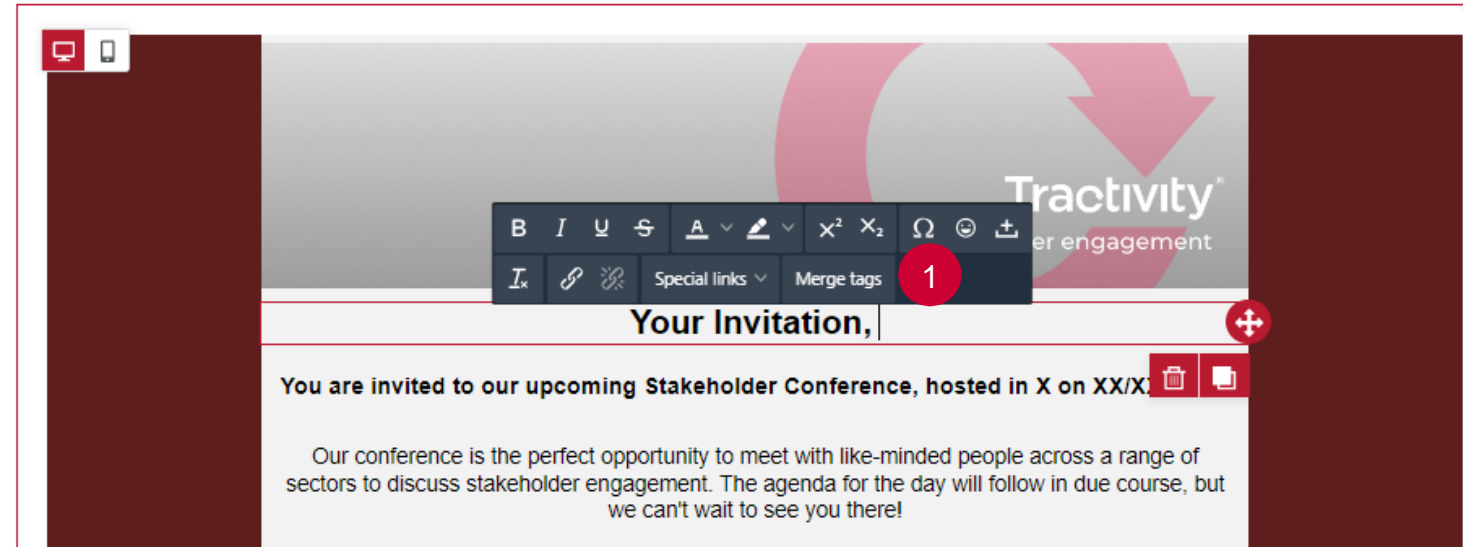 Tractivity®
er engagement
B I U S A X² X₂ Ω
Tx Special links Merge tags 1
Your Invitation,
You are invited to our upcoming Stakeholder Conference, hosted in X on XX/X
Our conference is the perfect opportunity to meet with like-minded people across a range of
sectors to discuss stakeholder engagement. The agenda for the day will follow in due course, but
we can't wait to see you there!